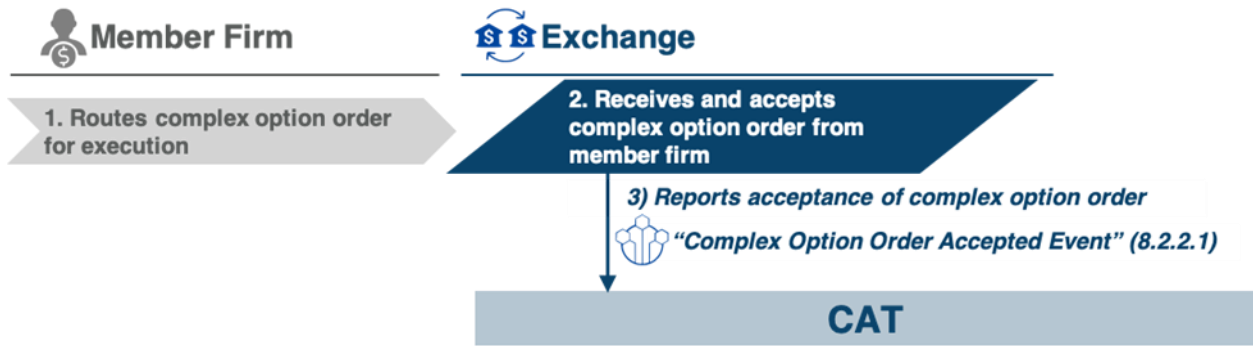 Member Firm
Exchange
1. Routes complex option order
for execution
2. Receives and accepts
complex option order from
member firm
3) Reports acceptance of complex option order
“Complex Option Order Accepted Event” (8.2.2.1)
CAT